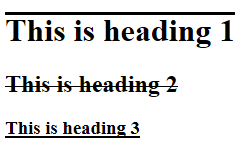 This is heading 1
This is heading 2
This is heading 3